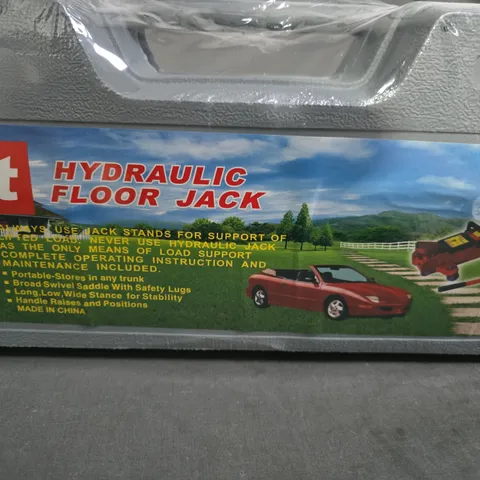 t
HYDRAULIC
FLOOR JACK
ALWAYS USE JACK STANDS FOR SUPPORT OF
LIFTED LOAD, NEVER USE HYDRAULIC JACK
AS THE ONLY MEANS OF LOAD SUPPORT
COMPLETE OPERATING INSTRUCTION AND
MAINTENANCE INCLUDED.
• Portable-Stores in any trunk
• Broad Swivel Saddle With Safety Lugs
• Long,Low,Wide Stance for Stability
• Handle Raises and Positions
MADE IN CHINA